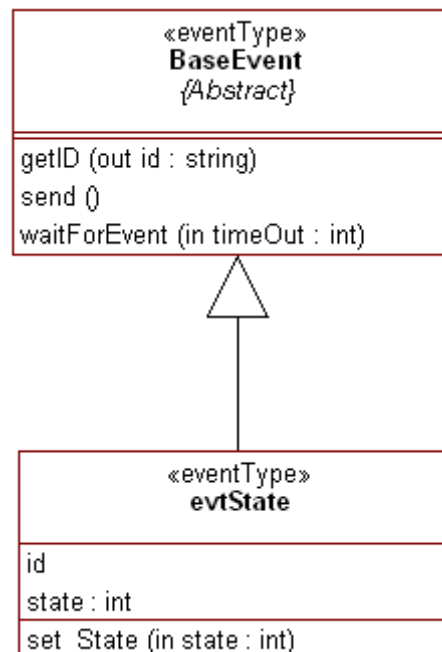 «eventType»
BaseEvent
{Abstract}
getID (out id : string)
send ()
waitForEvent (in timeOut : int)
«eventType»
evtState
id
state : int
set_State (in state : int)